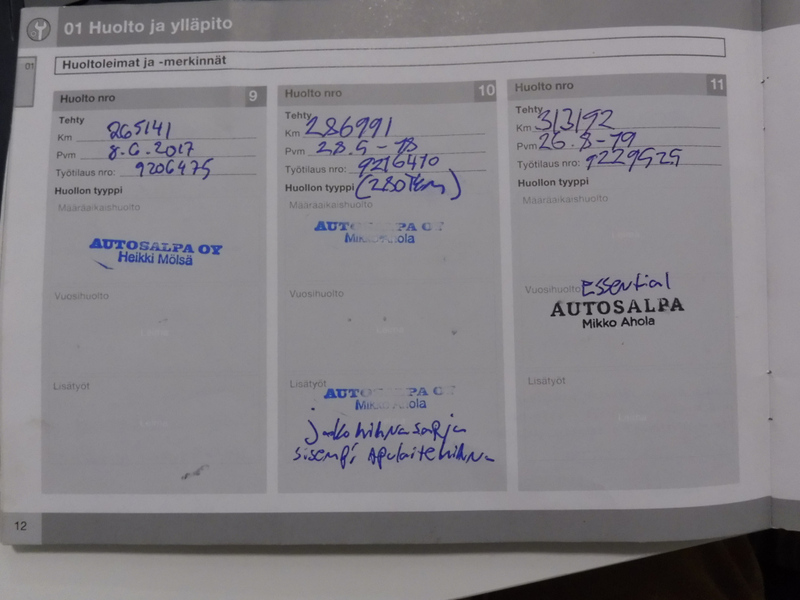 01 Huolto ja ylläpito
01
Huoltoleimat ja -merkinnät
Huolto nro 9
Tehty
Km 265141
Pvm 8.6.2017
Työtilaus nro: 9206475
Huollon tyyppi
Määräaikaishuolto
AUTOSALPA OY
Heikki Mölsä
Vuosihuolto
Lisätyöt
Huolto nro 10
Tehty
Km 286991
Pvm 28.5-18
Työtilaus nro: 9216410
Huollon tyyppi (280Tkm)
Määräaikaishuolto
AUTOSALPA OY
Mikko Ahola
Vuosihuolto
Lisätyöt
AUTOSALPA OY
Mikko Ahola
Jakohihnasarja
sisempi apulaitehihna
Huolto nro 11
Tehty
Km 313192
Pvm 26.8-19
Työtilaus nro: 9229525
Huollon tyyppi
Määräaikaishuolto
Vuosihuolto Essential
AUTOSALPA
Mikko Ahola
Lisätyöt
12